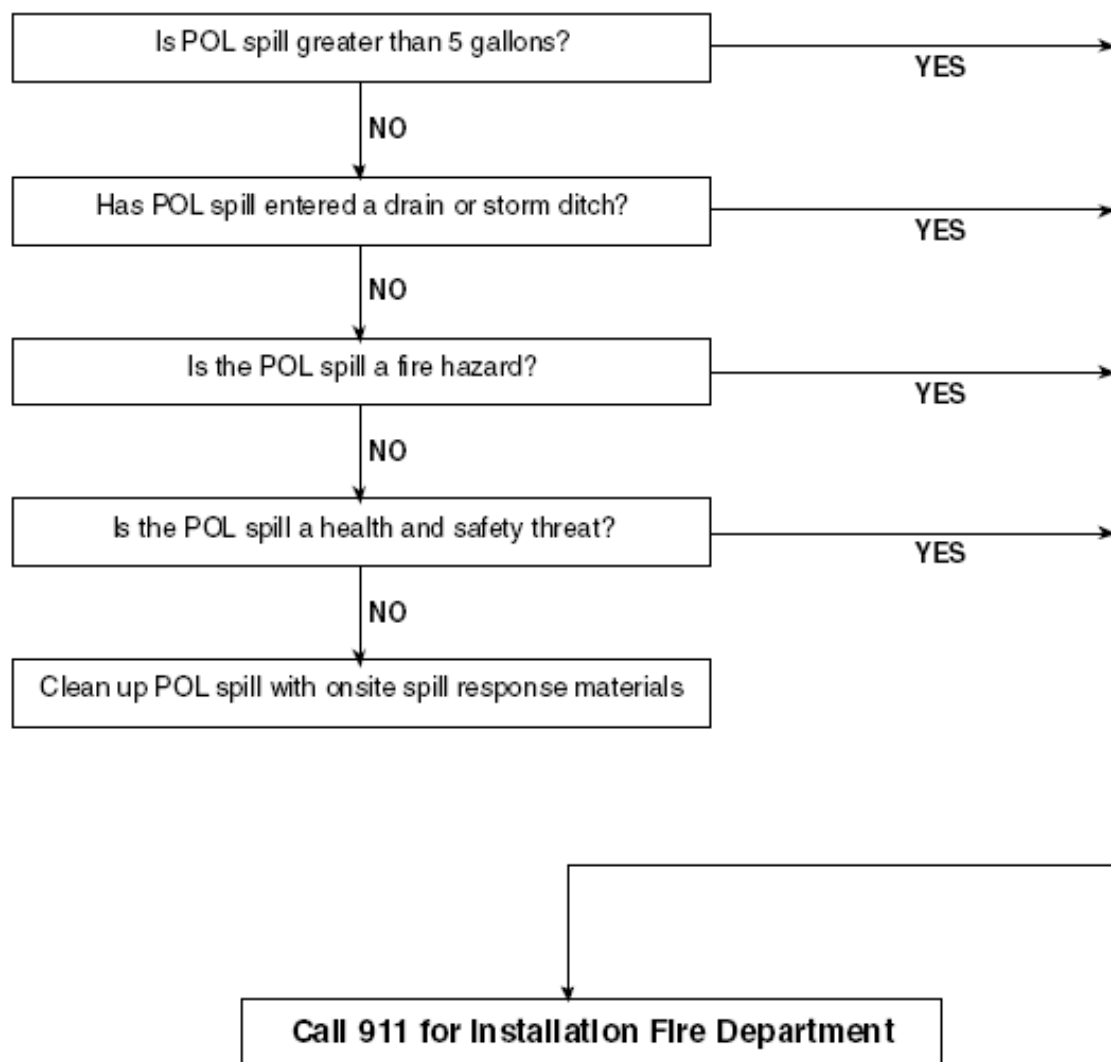 Is POL spill greater than 5 gallons?
YES
NO
Has POL spill entered a drain or storm ditch?
YES
NO
Is the POL spill a fire hazard?
YES
NO
Is the POL spill a health and safety threat?
YES
NO
Clean up POL spill with onsite spill response materials
Call 911 for Installation Fire Department